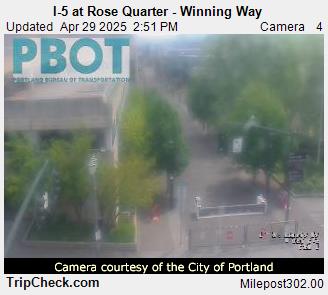 I-5 at Rose Quarter - Winning Way
Updated Apr 29 2025 2:51 PM Camera 4
PBOT
PORTLAND BUREAU OF TRANSPORTATION
Camera courtesy of the City of Portland
TripCheck.com Milepost302.00